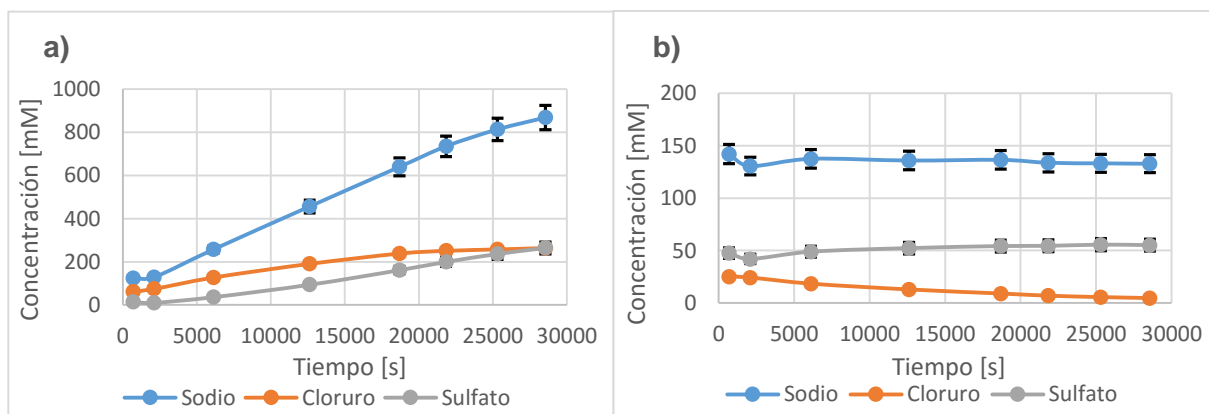 a)
Concentración [mM]
1000
800
600
400
200
0
0 5000 10000 15000 20000 25000 30000
Tiempo [s]
Sodio Cloruro Sulfato
b)
Concentración [mM]
200
150
100
50
0
0 5000 10000 15000 20000 25000 30000
Tiempo [s]
Sodio Cloruro Sulfato